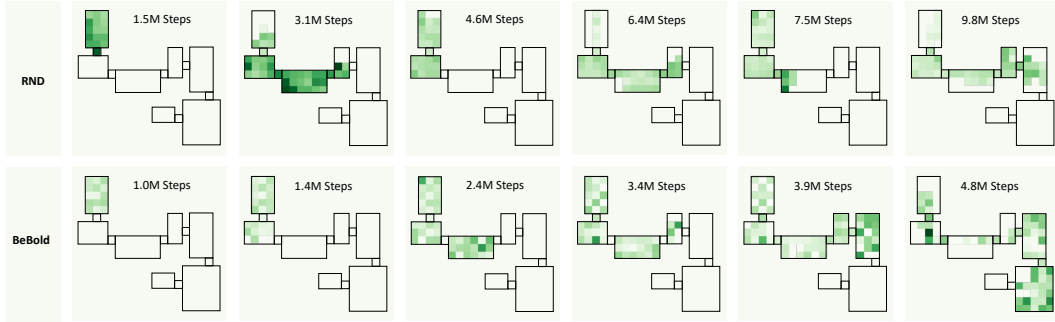 1.5M Steps 3.1M Steps 4.6M Steps 6.4M Steps 7.5M Steps 9.8M Steps
RND
1.0M Steps 1.4M Steps 2.4M Steps 3.4M Steps 3.9M Steps 4.8M Steps
BeBold